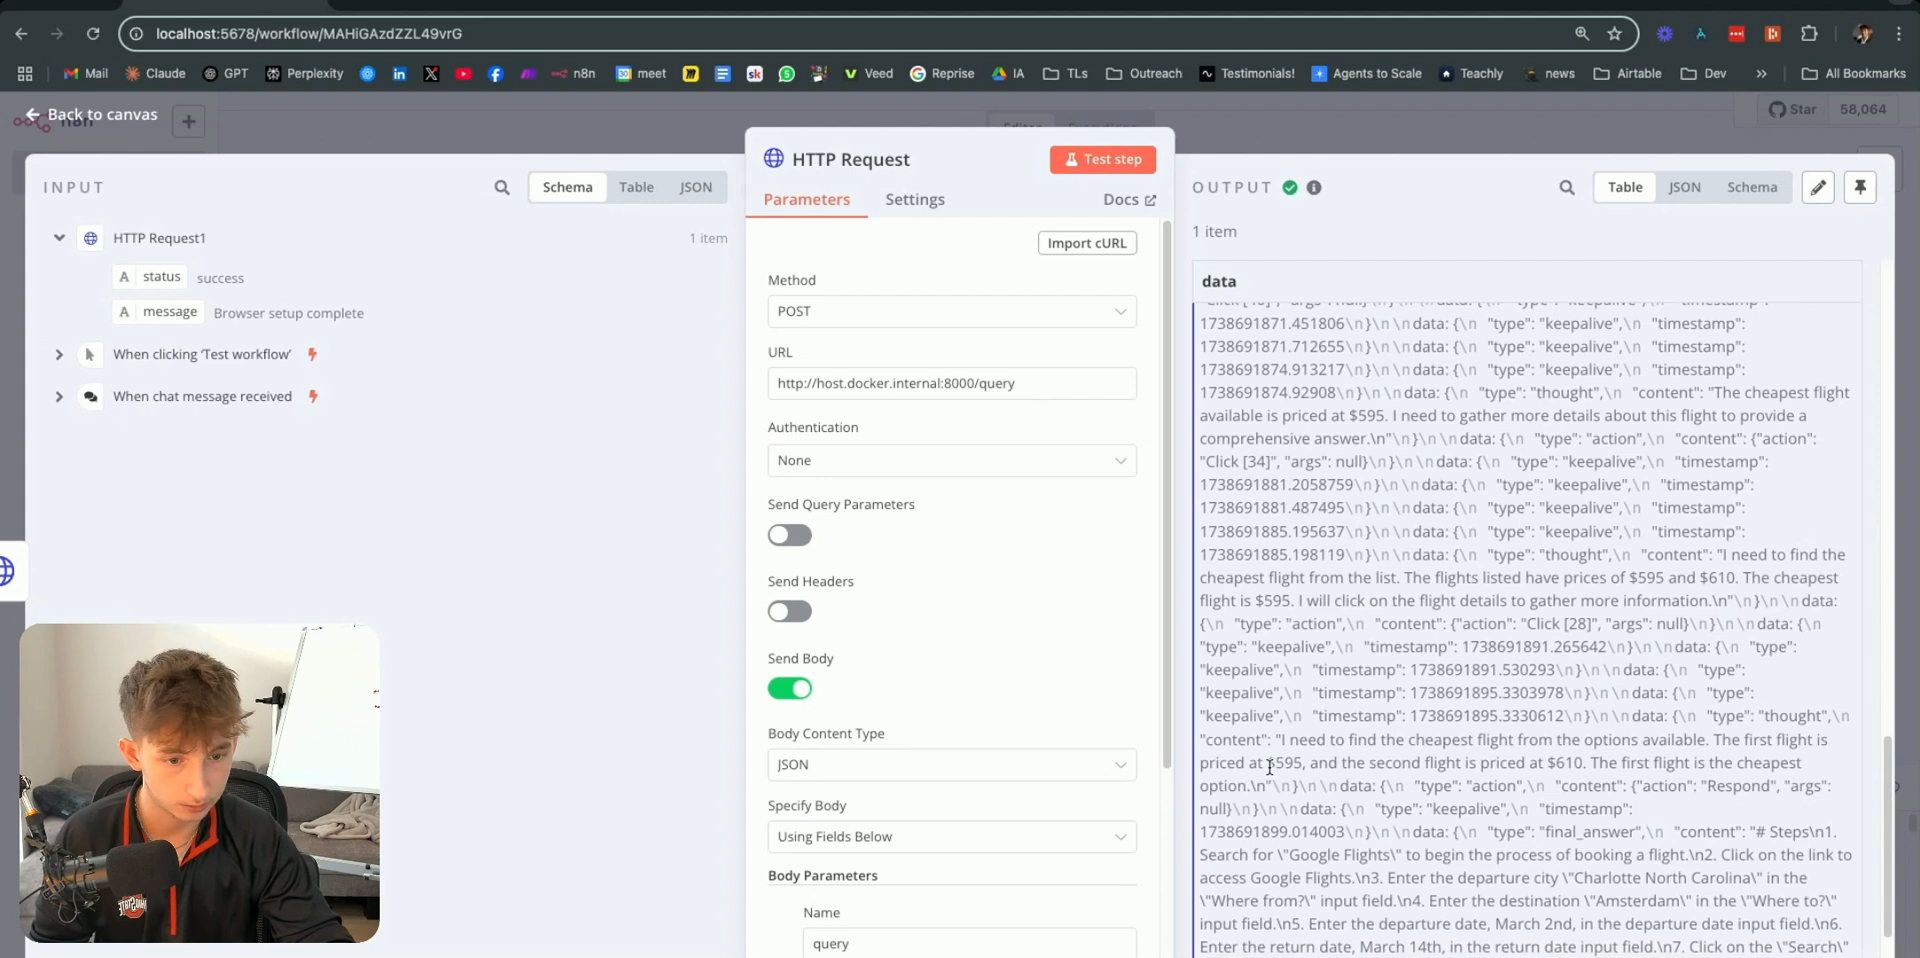 localhost:5678/workflow/MAHiGAzdZZL49vrG
Mail
Claude
GPT
Perplexity
n8n
meet
Veed
Reprise
IA
TLs
Outreach
Testimonials!
Agents to Scale
Teachly
news
Airtable
Dev
All Bookmarks
Back to canvas
Star
58,064
INPUT
Schema
Table
JSON
HTTP Request1
1 item
A status success
A message Browser setup complete
When clicking ‘Test workflow’
When chat message received
HTTP Request
Test step
Parameters
Settings
Docs
Import cURL
Method
POST
URL
http://host.docker.internal:8000/query
Authentication
None
Send Query Parameters
Send Headers
Send Body
Body Content Type
JSON
Specify Body
Using Fields Below
Body Parameters
Name
query
OUTPUT
Table
JSON
Schema
1 item
data
1738691871.451806\n}\n\ndata: {\n "type": "keepalive",\n "timestamp":
1738691871.712655\n}\n\ndata: {\n "type": "keepalive",\n "timestamp":
1738691874.913217\n}\n\ndata: {\n "type": "keepalive",\n "timestamp":
1738691874.92908\n}\n\ndata: {\n "type": "thought",\n "content": "The cheapest flight
available is priced at $595. I need to gather more details about this flight to provide a
comprehensive answer.\n"\n}\n\ndata: {\n "type": "action",\n "content": {"action":
"Click [34]", "args": null}\n}\n\ndata: {\n "type": "keepalive",\n "timestamp":
1738691881.2058759\n}\n\ndata: {\n "type": "keepalive",\n "timestamp":
1738691881.487495\n}\n\ndata: {\n "type": "keepalive",\n "timestamp":
1738691885.195637\n}\n\ndata: {\n "type": "keepalive",\n "timestamp":
1738691885.198119\n}\n\ndata: {\n "type": "thought",\n "content": "I need to find the
cheapest flight from the list. The flights listed have prices of $595 and $610. The cheapest
flight is $595. I will click on the flight details to gather more information.\n"\n}\n\ndata:
{\n "type": "action",\n "content": {"action": "Click [28]", "args": null}\n}\n\ndata: {\n
"type": "keepalive",\n "timestamp": 1738691891.265642\n}\n\ndata: {\n "type":
"keepalive",\n "timestamp": 1738691891.530293\n}\n\ndata: {\n "type":
"keepalive",\n "timestamp": 1738691895.3303978\n}\n\ndata: {\n "type":
"keepalive",\n "timestamp": 1738691895.3330612\n}\n\ndata: {\n "type": "thought",\n
"content": "I need to find the cheapest flight from the options available. The first flight is
priced at $595, and the second flight is priced at $610. The first flight is the cheapest
option.\n"\n}\n\ndata: {\n "type": "action",\n "content": {"action": "Respond", "args":
null}\n}\n\ndata: {\n "type": "keepalive",\n "timestamp":
1738691899.014003\n}\n\ndata: {\n "type": "final_answer",\n "content": "# Steps\n1.
Search for \"Google Flights\" to begin the process of booking a flight.\n2. Click on the link to
access Google Flights.\n3. Enter the departure city \"Charlotte North Carolina\" in the
\"Where from?\" input field.\n4. Enter the destination \"Amsterdam\" in the \"Where to?\"
input field.\n5. Enter the departure date, March 2nd, in the departure date input field.\n6.
Enter the return date, March 14th, in the return date input field.\n7. Click on the \"Search\"